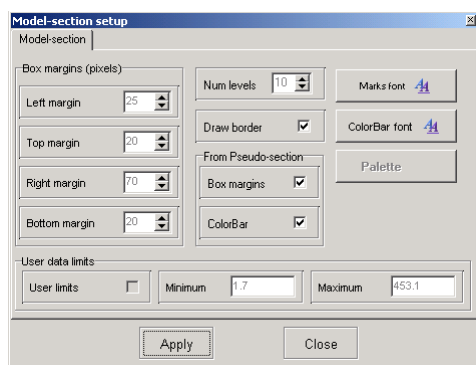 Model-section setup
Model-section
Box margins (pixels)
Left margin 25
Top margin 20
Right margin 70
Bottom margin 20
Num levels 10
Draw border
From Pseudo-section
Box margins
ColorBar
Marks font
ColorBar font
Palette
User data limits
User limits
Minimum 1.7
Maximum 453.1
Apply
Close